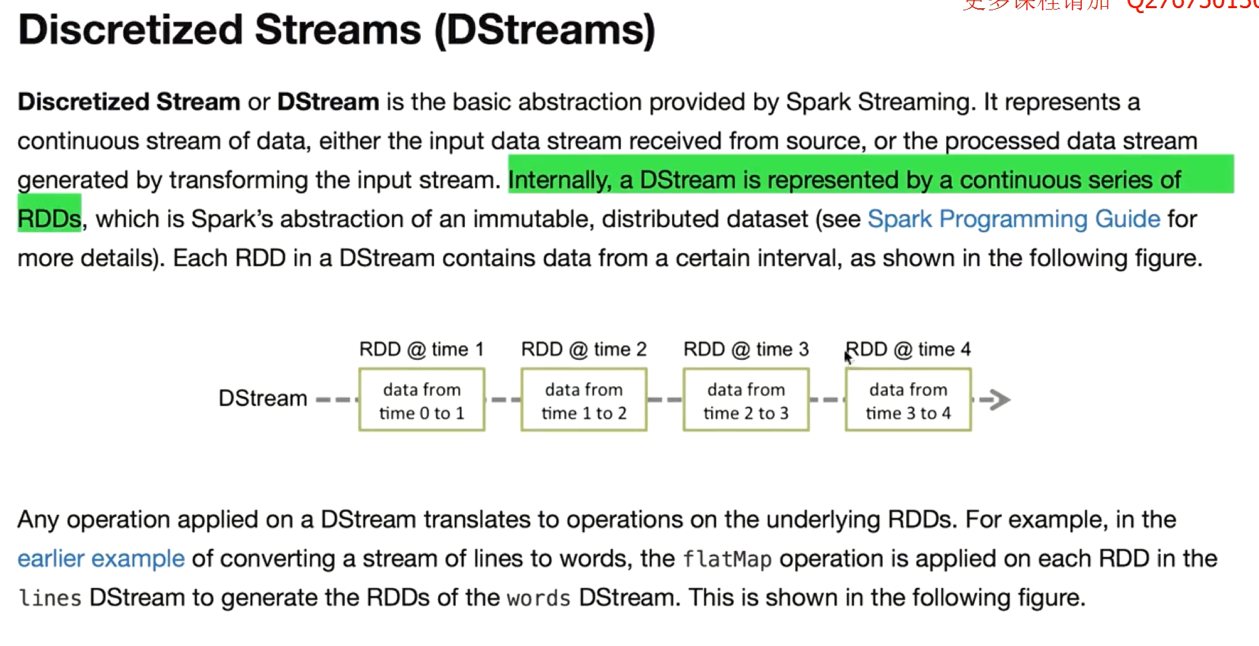 更多课程请加
Discretized Streams (DStreams)
Discretized Stream or DStream is the basic abstraction provided by Spark Streaming. It represents a
continuous stream of data, either the input data stream received from source, or the processed data stream
generated by transforming the input stream. Internally, a DStream is represented by a continuous series of
RDDs, which is Spark's abstraction of an immutable, distributed dataset (see Spark Programming Guide for
more details). Each RDD in a DStream contains data from a certain interval, as shown in the following figure.
RDD @ time 1 RDD @ time 2 RDD @ time 3 RDD @ time 4
DStream
data from time 0 to 1
data from time 1 to 2
data from time 2 to 3
data from time 3 to 4
Any operation applied on a DStream translates to operations on the underlying RDDs. For example, in the
earlier example of converting a stream of lines to words, the flatMap operation is applied on each RDD in the
lines DStream to generate the RDDs of the words DStream. This is shown in the following figure.